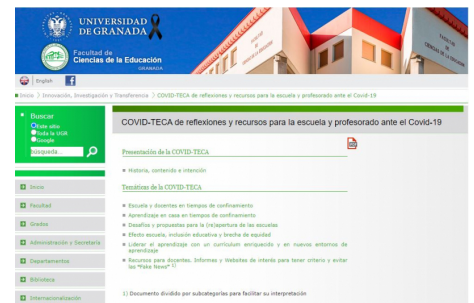 UNIVERSIDAD
DE GRANADA
Facultad de
Ciencias de la Educación
GRANADA
FACULTAD DE
CIENCIAS DE LA EDUCACIÓN
English
Inicio > Innovación, Investigación y Transferencia > COVID-TECA de reflexiones y recursos para la escuela y profesorado ante el Covid-19
Buscar
Este sitio
Toda la UGR
Google
búsqueda...
Inicio
Facultad
Grados
Administración y Secretaría
Departamentos
Biblioteca
Internacionalización
COVID-TECA de reflexiones y recursos para la escuela y profesorado ante el Covid-19
Presentación de la COVID-TECA
Historia, contenido e intención
Temáticas de la COVID-TECA
Escuela y docentes en tiempos de confinamiento
Aprendizaje en casa en tiempos de confinamiento
Desafíos y propuestas para la (re)apertura de las escuelas
Efecto escuela, inclusión educativa y brecha de equidad
Liderar el aprendizaje con un currículum enriquecido y en nuevos entornos de
aprendizaje
Recursos para docentes. Informes y Websites de interés para tener criterio y evitar
las "Fake News" 1)
1) Documento dividido por subcategorías para facilitar su interpretación